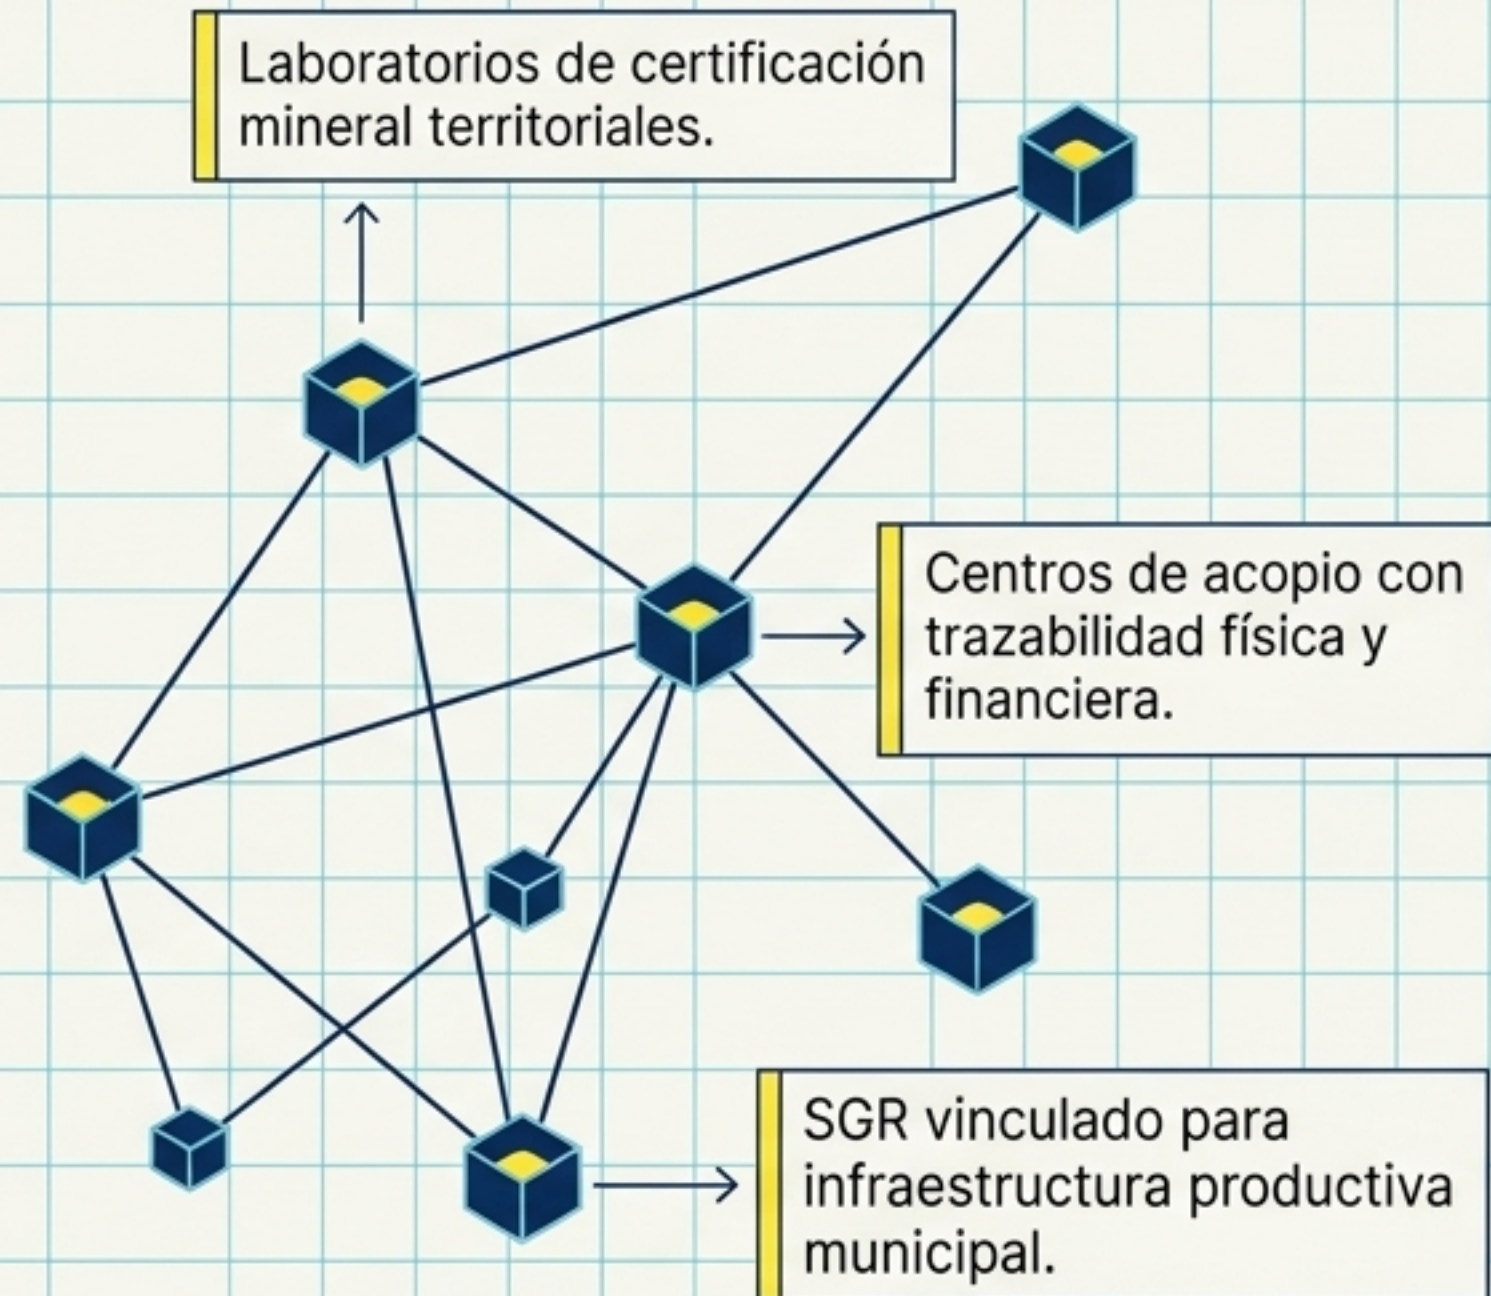 Laboratorios de certificación
mineral territoriales.
Centros de acopio con
trazabilidad física y
financiera.
SGR vinculado para
infraestructura productiva
municipal.